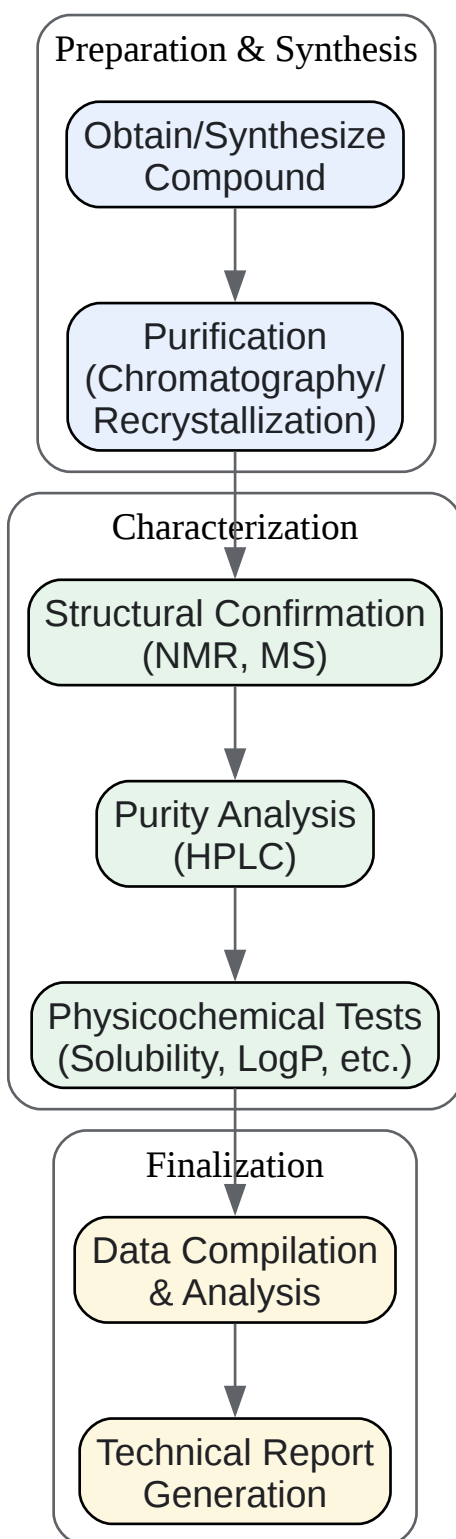 Preparation & Synthesis
Obtain/Synthesize
Compound
Purification
(Chromatography/
Recrystallization)
Characterization
Structural Confirmation
(NMR, MS)
Purity Analysis
(HPLC)
Physicochemical Tests
(Solubility, LogP, etc.)
Finalization
Data Compilation
& Analysis
Technical Report
Generation